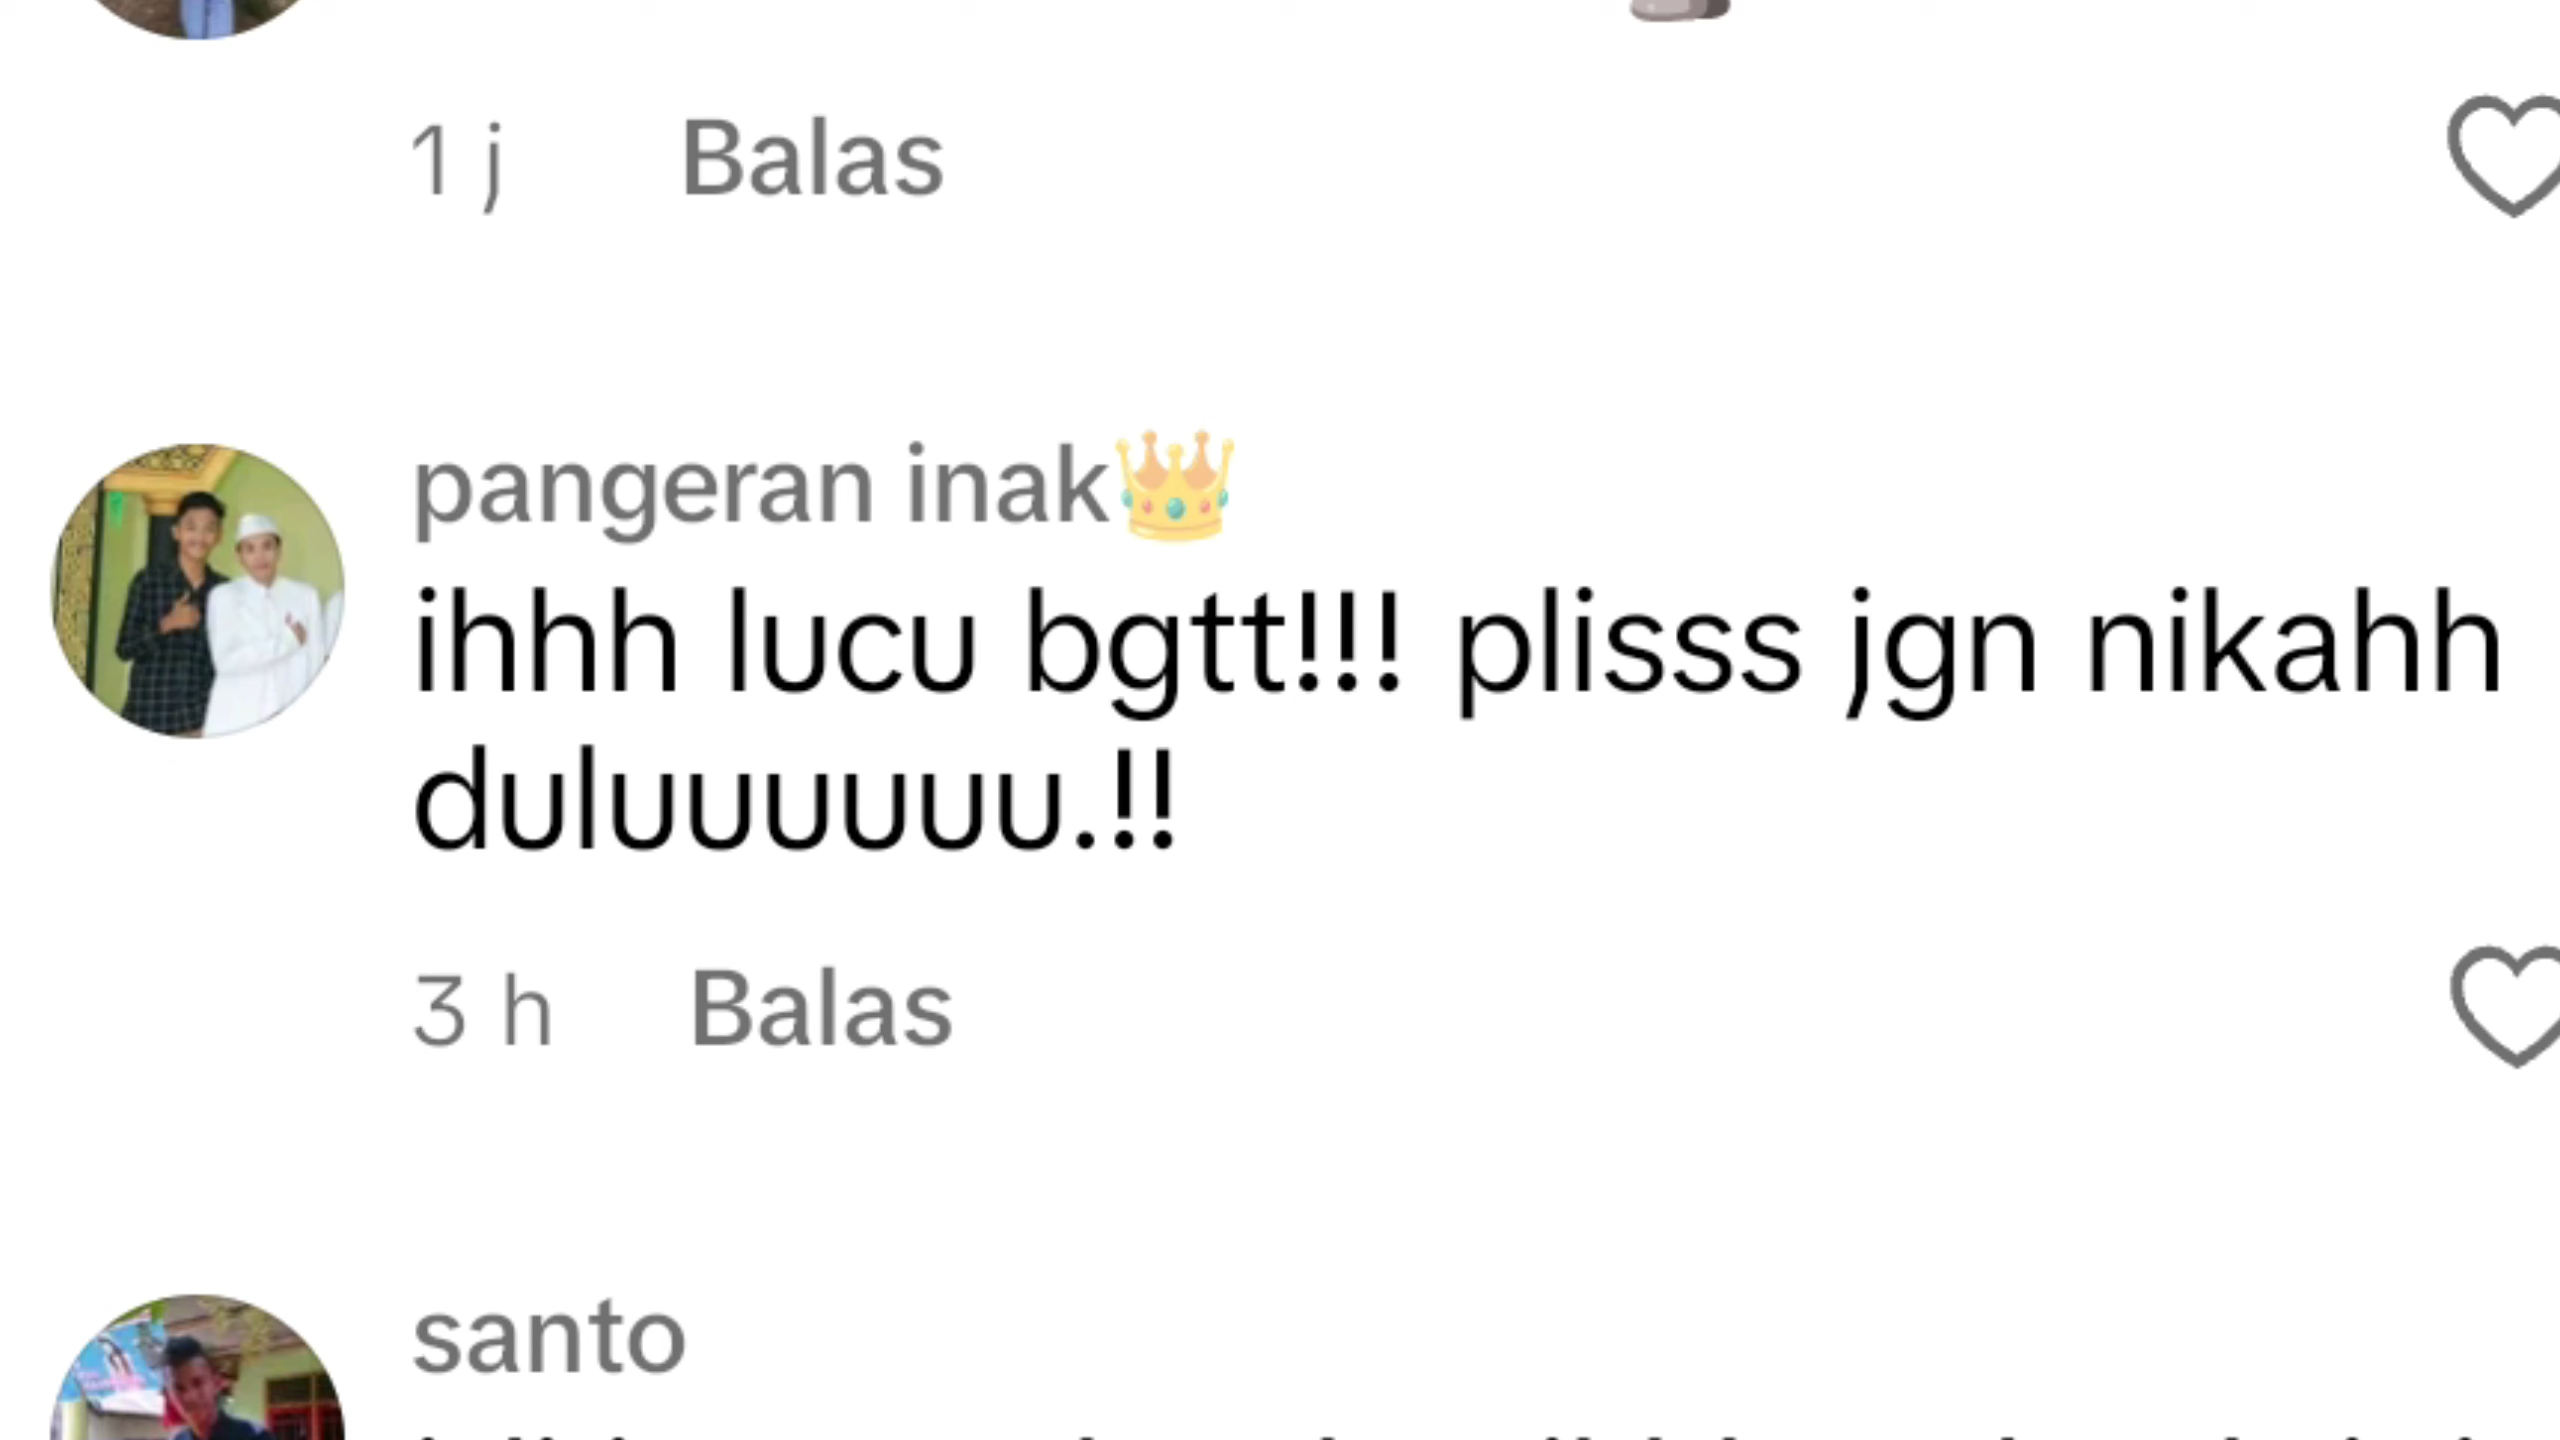 1 j Balas
pangeran inak👑
ihhh lucu bgtt!!! plisss jgn nikahh
duluuuuuu.!!
3 h Balas
santo